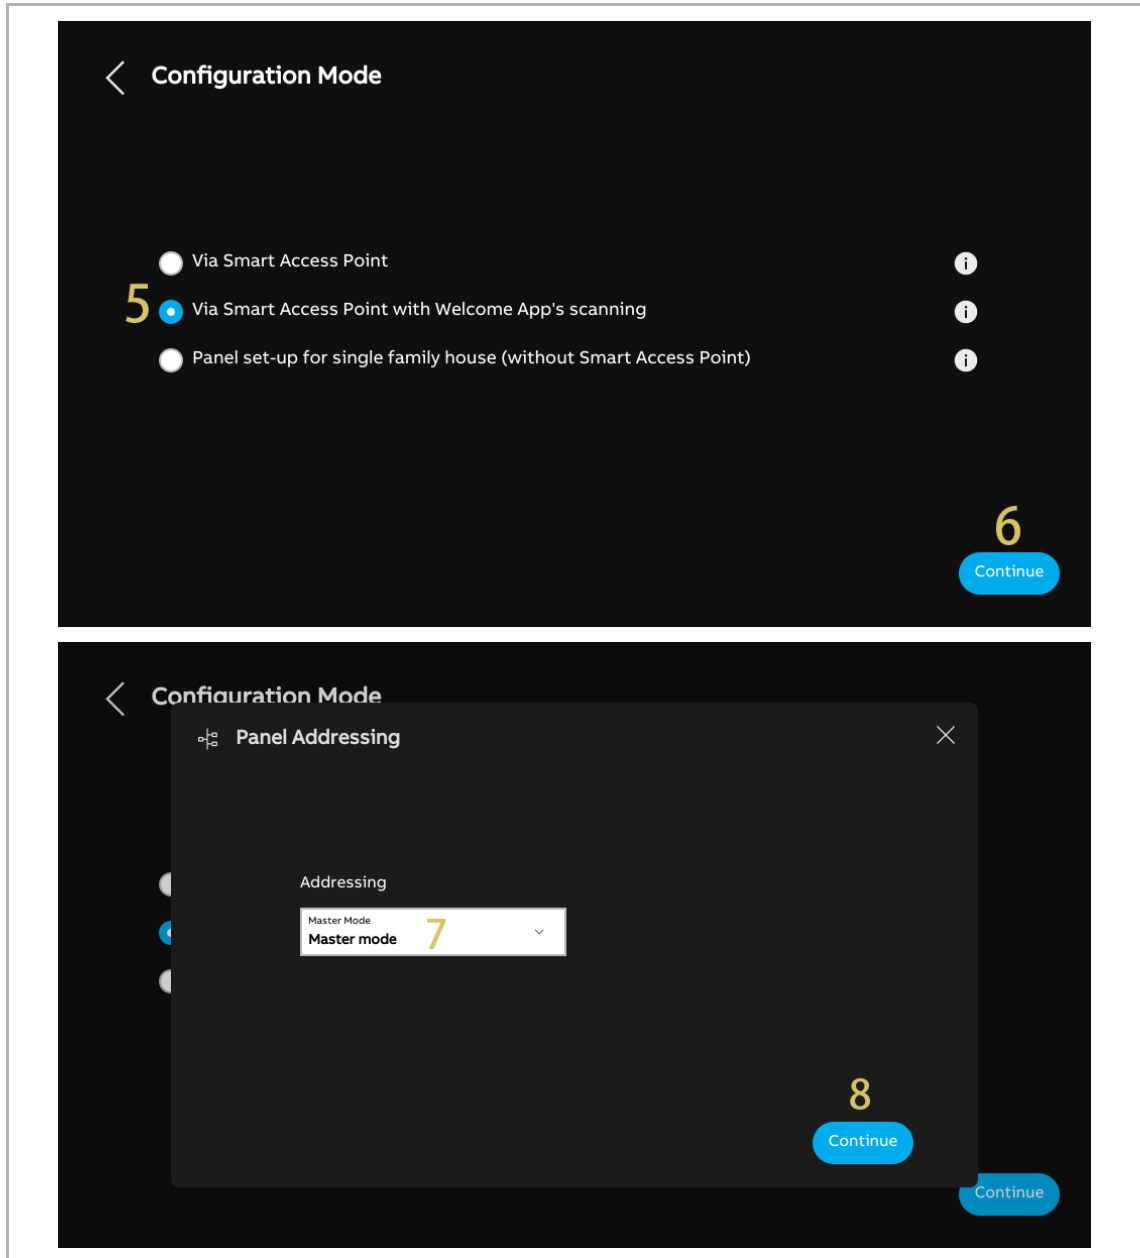 Configuration Mode
Via Smart Access Point
i
5
Via Smart Access Point with Welcome App's scanning
i
Panel set-up for single family house (without Smart Access Point)
i
6
Continue
Configuration Mode
Panel Addressing
Addressing
Master Mode
Master mode
7
8
Continue
Continue